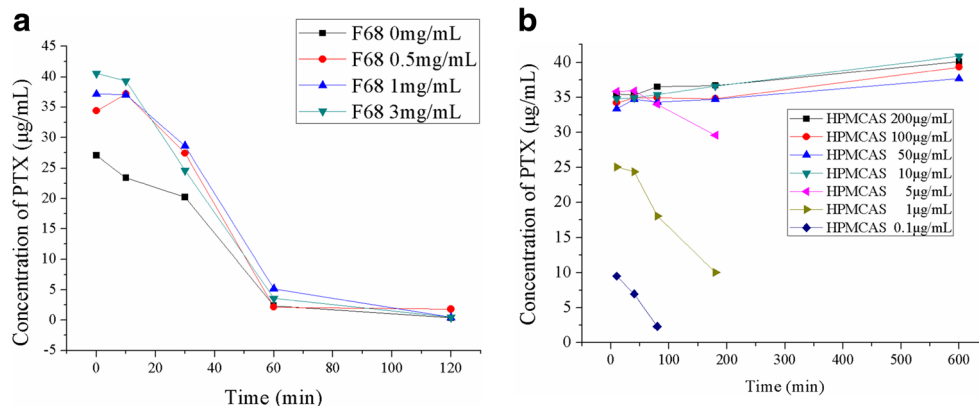 a
F68 0mg/mL
F68 0.5mg/mL
F68 1mg/mL
F68 3mg/mL
Concentration of PTX (μg/mL)
45
40
35
30
25
20
15
10
5
0
-5
0 20 40 60 80 100 120
Time (min)
b
HPMCAS 200μg/mL
HPMCAS 100μg/mL
HPMCAS 50μg/mL
HPMCAS 10μg/mL
HPMCAS 5μg/mL
HPMCAS 1μg/mL
HPMCAS 0.1μg/mL
Concentration of PTX (μg/mL)
40
35
30
25
20
15
10
5
0
0 100 200 300 400 500 600
Time (min)